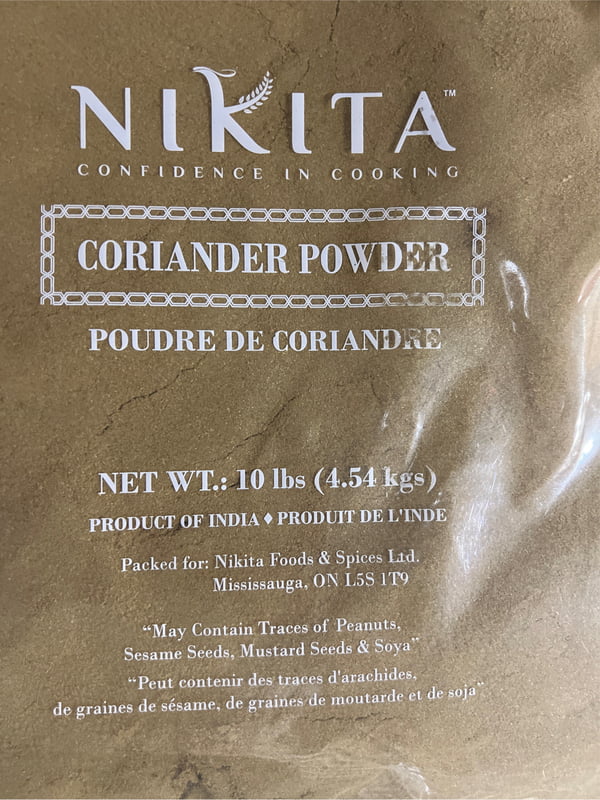 NIKITA™
CONFIDENCE IN COOKING
CORIANDER POWDER
POUDRE DE CORIANDRE
NET WT.: 10 lbs (4.54 kgs)
PRODUCT OF INDIA ♦ PRODUIT DE L'INDE
Packed for: Nikita Foods & Spices Ltd.
Mississauga, ON L5S 1T9
“May Contain Traces of Peanuts,
Sesame Seeds, Mustard Seeds & Soya”
“Peut contenir des traces d'arachides,
de graines de sésame, de graines de moutarde et de soja”